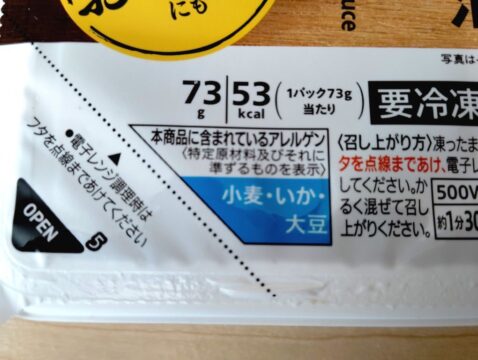 にも
uce
写真は
73g 53kcal (1パック73g当たり)
要冷凍
本商品に含まれているアレルゲン
〈特定原材料及びそれに
準ずるものを表示〉
小麦・いか・
大豆
〈召し上がり方〉凍ったま
タを点線まであけ、電子レ
してください。か
るく混ぜて召し
上がりください。
500W
約1分30
●電子レンジ調理時は
フタを点線まであけてください
OPEN
5